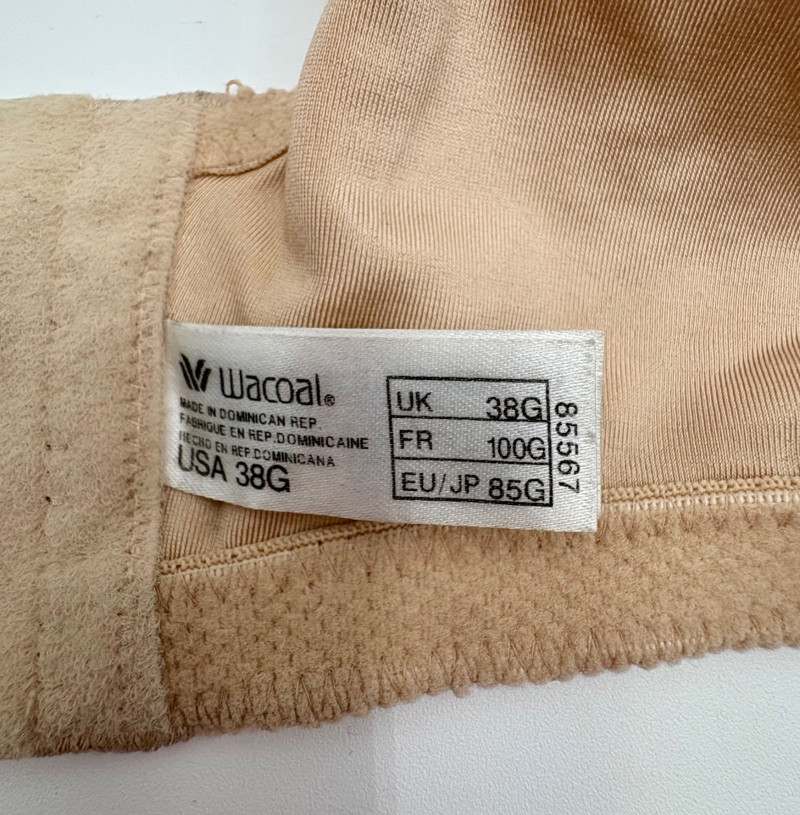 Wacoal®
MADE IN DOMINICAN REP.
FABRIQUE EN REP.DOMINICAINE
HECHO EN REP.DOMINICANA
USA 38G
UK 38G
FR 100G
EU/JP 85G
85567